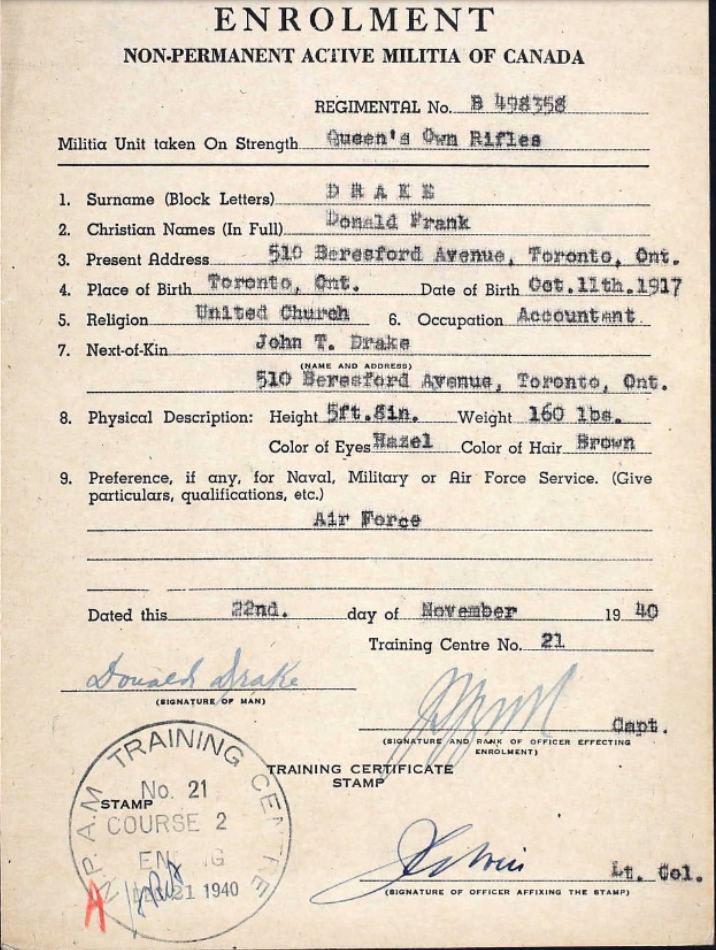 ENROLMENT
NON-PERMANENT ACTIVE MILITIA OF CANADA
REGIMENTAL No. B 498358
Militia Unit taken On Strength Queen's Own Rifles
1. Surname (Block Letters) DRAKE
2. Christian Names (In Full) Donald Frank
3. Present Address 510 Beresford Avenue, Toronto, Ont.
4. Place of Birth Toronto, Ont. Date of Birth Oct.11th.1917
5. Religion United Church 6. Occupation Accountant
7. Next-of-Kin John T. Drake
(NAME AND ADDRESS)
510 Beresford Avenue, Toronto, Ont.
8. Physical Description: Height 5ft.8in. Weight 160 lbs.
Color of Eyes Hazel Color of Hair Brown
9. Preference, if any, for Naval, Military or Air Force Service. (Give
particulars, qualifications, etc.)
Air Force
Dated this 22nd. day of November 1940
Training Centre No. 21
Donald Drake
(SIGNATURE OF MAN)
Capt.
(SIGNATURE AND RANK OF OFFICER EFFECTING
ENROLMENT)
TRAINING CERTIFICATE
STAMP
N.P.A.M TRAINING CENTRE
No. 21
STAMP
COURSE 2
21 1940
A
Lt. Col.
(SIGNATURE OF OFFICER AFFIXING THE STAMP)